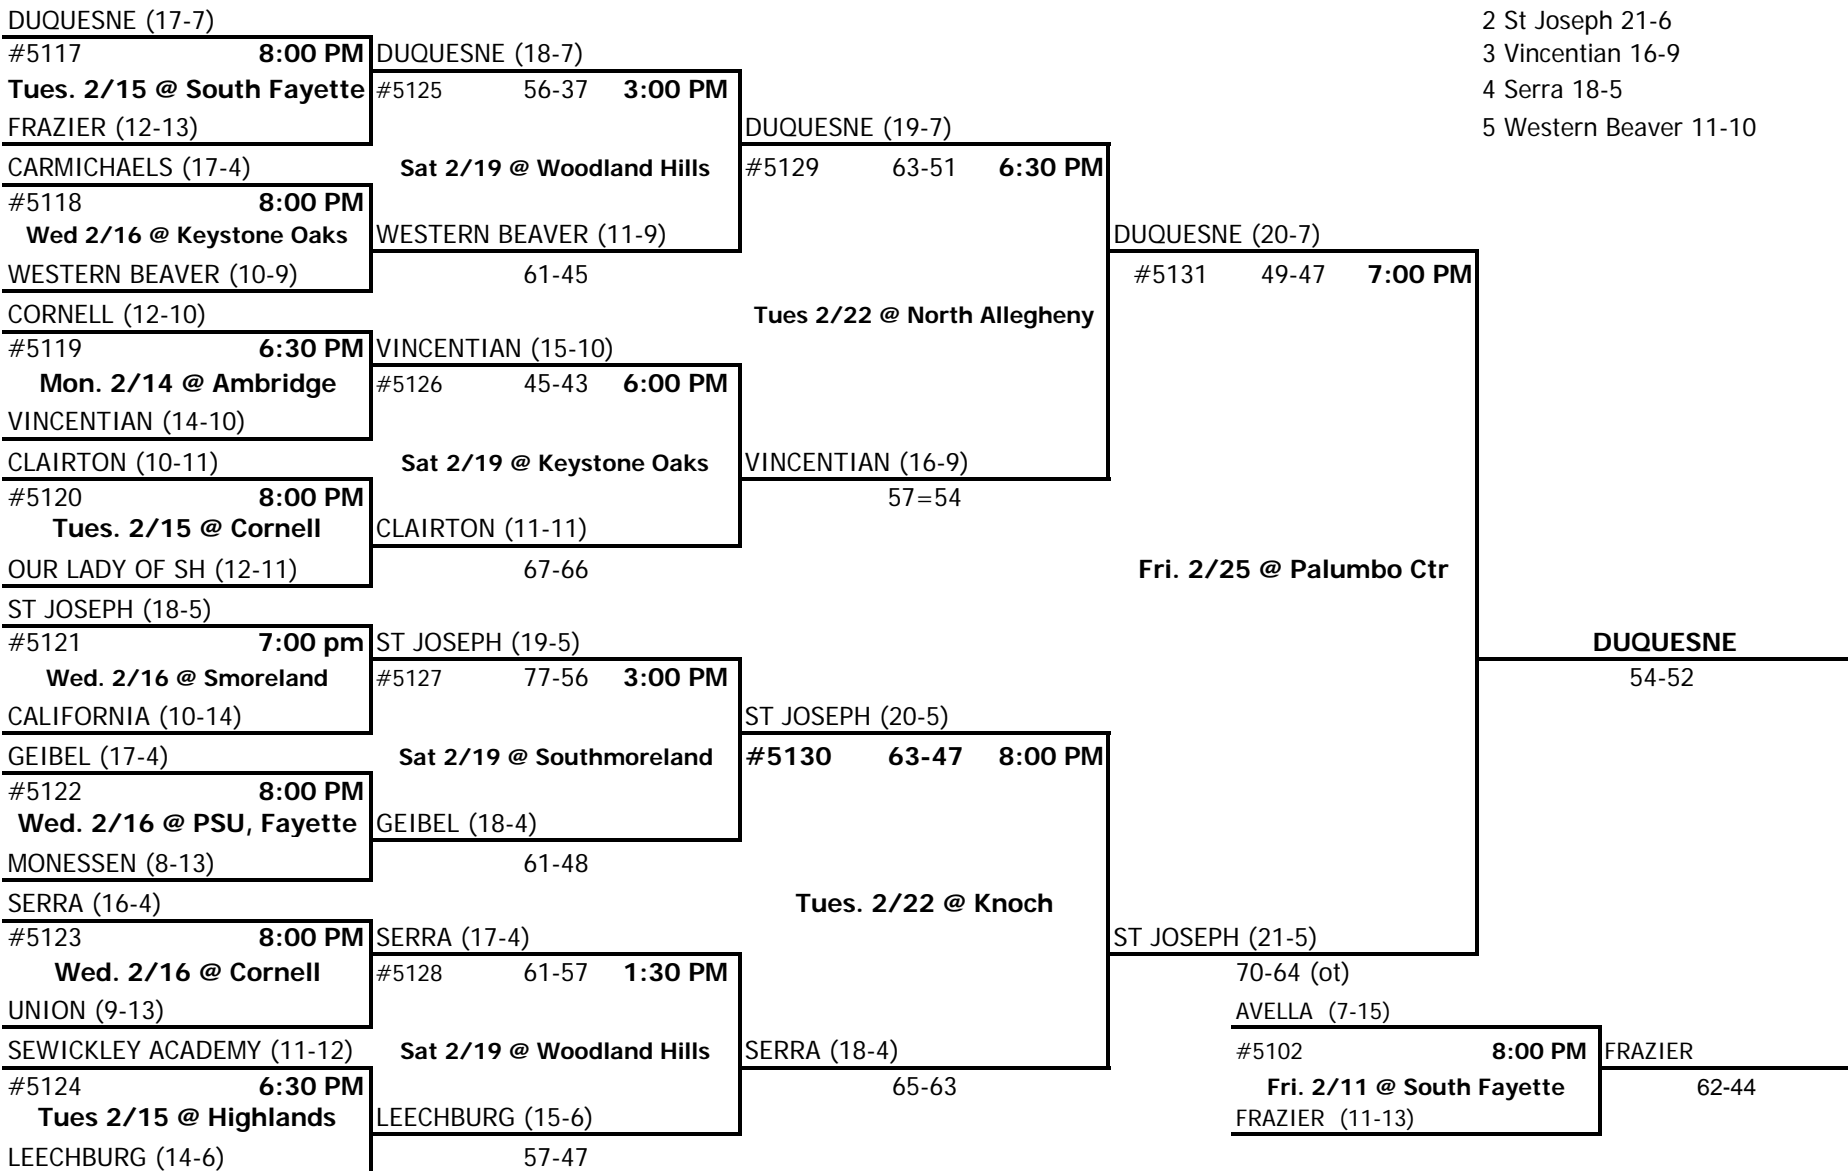 DUQUESNE (17-7)
2 St Joseph 21-6
#5117 8:00 PM DUQUESNE (18-7)
3 Vincentian 16-9
Tues. 2/15 @ South Fayette #5125 56-37 3:00 PM
4 Serra 18-5
FRAZIER (12-13) DUQUESNE (19-7)
5 Western Beaver 11-10
CARMICHAELS (17-4) Sat 2/19 @ Woodland Hills #5129 63-51 6:30 PM
#5118 8:00 PM
Wed 2/16 @ Keystone Oaks WESTERN BEAVER (11-9) DUQUESNE (20-7)
WESTERN BEAVER (10-9) 61-45 #5131 49-47 7:00 PM
CORNELL (12-10) Tues 2/22 @ North Allegheny
#5119 6:30 PM VINCENTIAN (15-10)
Mon. 2/14 @ Ambridge #5126 45-43 6:00 PM
VINCENTIAN (14-10)
CLAIRTON (10-11) Sat 2/19 @ Keystone Oaks VINCENTIAN (16-9)
#5120 8:00 PM 57=54
Tues. 2/15 @ Cornell CLAIRTON (11-11)
OUR LADY OF SH (12-11) 67-66 Fri. 2/25 @ Palumbo Ctr
ST JOSEPH (18-5)
#5121 7:00 pm ST JOSEPH (19-5) DUQUESNE
Wed. 2/16 @ Smoreland #5127 77-56 3:00 PM 54-52
CALIFORNIA (10-14) ST JOSEPH (20-5)
GEIBEL (17-4) Sat 2/19 @ Southmoreland #5130 63-47 8:00 PM
#5122 8:00 PM
Wed. 2/16 @ PSU, Fayette GEIBEL (18-4)
MONESSEN (8-13) 61-48
SERRA (16-4) Tues. 2/22 @ Knoch
#5123 8:00 PM SERRA (17-4) ST JOSEPH (21-5)
Wed. 2/16 @ Cornell #5128 61-57 1:30 PM 70-64 (ot)
UNION (9-13) AVELLA (7-15)
SEWICKLEY ACADEMY (11-12) Sat 2/19 @ Woodland Hills SERRA (18-4) #5102 8:00 PM FRAZIER
#5124 6:30 PM 65-63 Fri. 2/11 @ South Fayette 62-44
Tues 2/15 @ Highlands LEECHBURG (15-6) FRAZIER (11-13)
LEECHBURG (14-6) 57-47